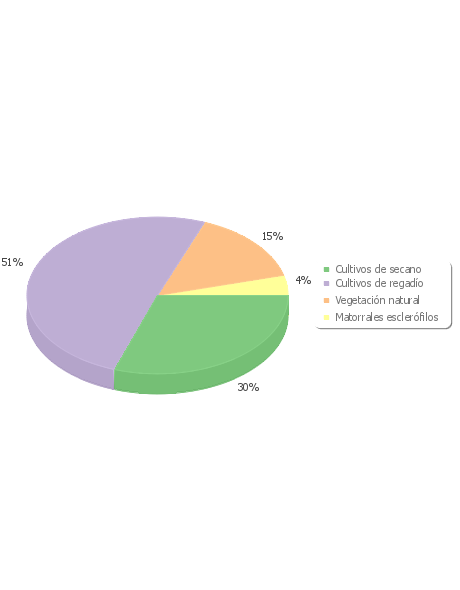 15%
51%
4%
30%
Cultivos de secano
Cultivos de regadío
Vegetación natural
Matorrales esclerófilos